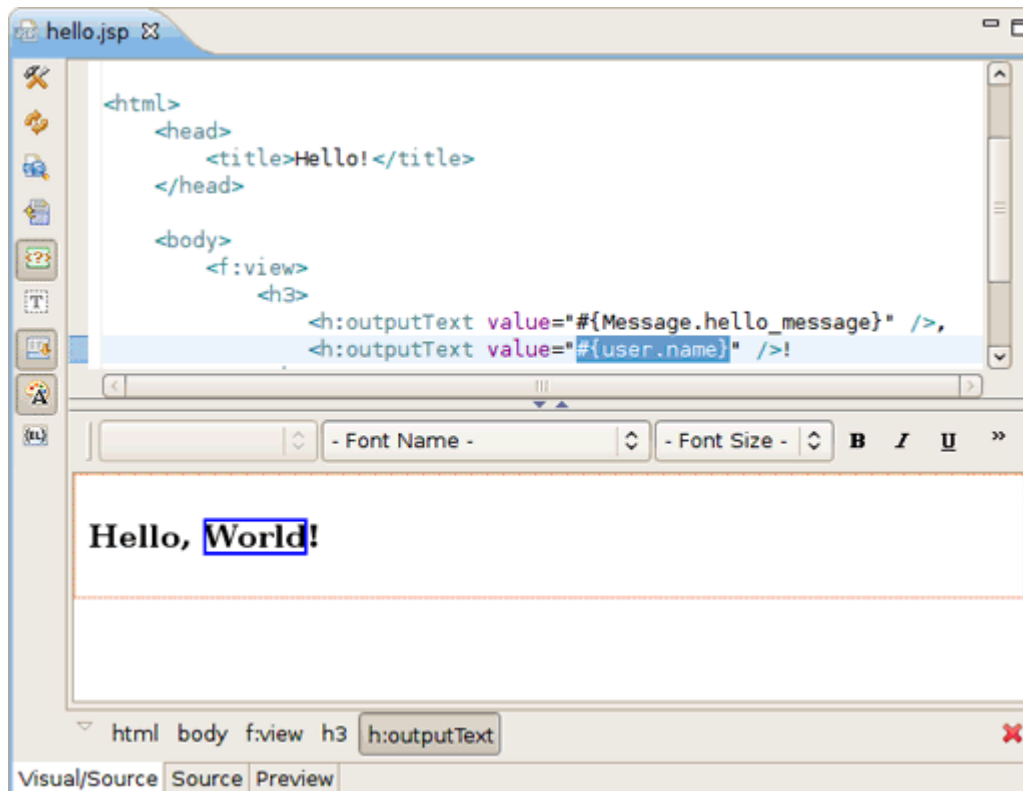 hello.jsp
<html>
<head>
<title>Hello!</title>
</head>
<body>
<f:view>
<h3>
<h:outputText value="#{Message.hello_message}" />,
<h:outputText value="#{user.name}" />!
- Font Name - - Font Size - B I U »
Hello, World!
html body f:view h3 h:outputText
Visual/Source Source Preview